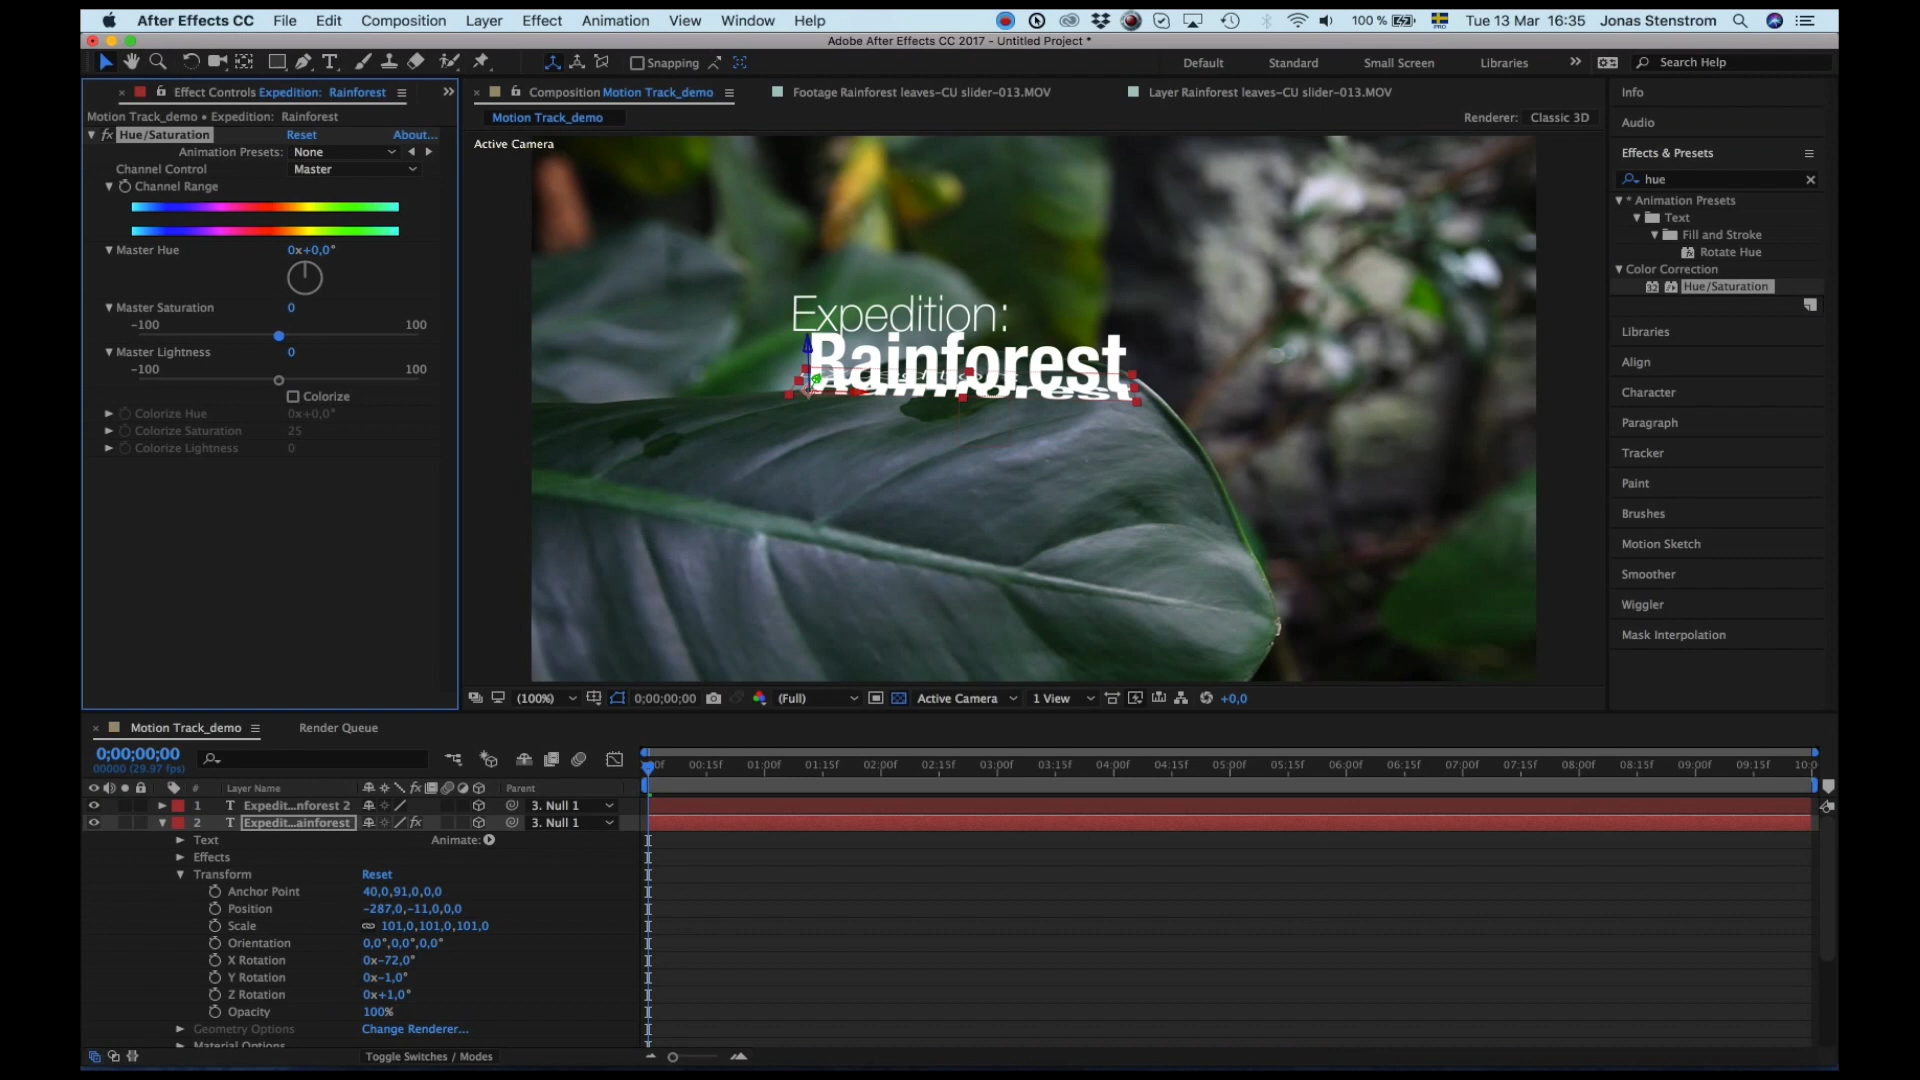 After Effects CC File Edit Composition Layer Effect Animation View Window Help 100 % PRO Tue 13 Mar 16:35 Jonas Stenstrom
Adobe After Effects CC 2017 - Untitled Project *
T Snapping Default Standard Small Screen Libraries Search Help
Effect Controls Expedition: Rainforest
Composition Motion Track_demo
Footage Rainforest leaves-CU slider-013.MOV
Layer Rainforest leaves-CU slider-013.MOV
Motion Track_demo • Expedition: Rainforest
Motion Track_demo
Renderer: Classic 3D
fx Hue/Saturation Reset About...
Animation Presets: None
Channel Control Master
Channel Range
Master Hue 0x+0,0°
Master Saturation 0
-100 100
Master Lightness 0
-100 100
Colorize
Colorize Hue 0x+0,0°
Colorize Saturation 25
Colorize Lightness 0
Active Camera
Expedition:
Rainforest
Rainforest
(100%) 0;00;00;00 (Full) Active Camera 1 View +0,0
Info
Audio
Effects & Presets
hue
* Animation Presets
Text
Fill and Stroke
Rotate Hue
Color Correction
32 Hue/Saturation
Libraries
Align
Character
Paragraph
Tracker
Paint
Brushes
Motion Sketch
Smoother
Wiggler
Mask Interpolation
Motion Track_demo Render Queue
0;00;00;00
00000 (29.97 fps)
00f 00:15f 01:00f 01:15f 02:00f 02:15f 03:00f 03:15f 04:00f 04:15f 05:00f 05:15f 06:00f 06:15f 07:00f 07:15f 08:00f 08:15f 09:00f 09:15f 10:0
# Layer Name fx Parent
1 T Expedit...nforest 2 3. Null 1
2 T Expedit...ainforest fx 3. Null 1
Text Animate:
Effects
Transform Reset
Anchor Point 40,0,91,0,0,0
Position -287,0,-11,0,0,0
Scale 101,0,101,0,101,0
Orientation 0,0°,0,0°,0,0°
X Rotation 0x-72,0°
Y Rotation 0x-1,0°
Z Rotation 0x+1,0°
Opacity 100%
Geometry Options Change Renderer...
Material Options
Toggle Switches / Modes